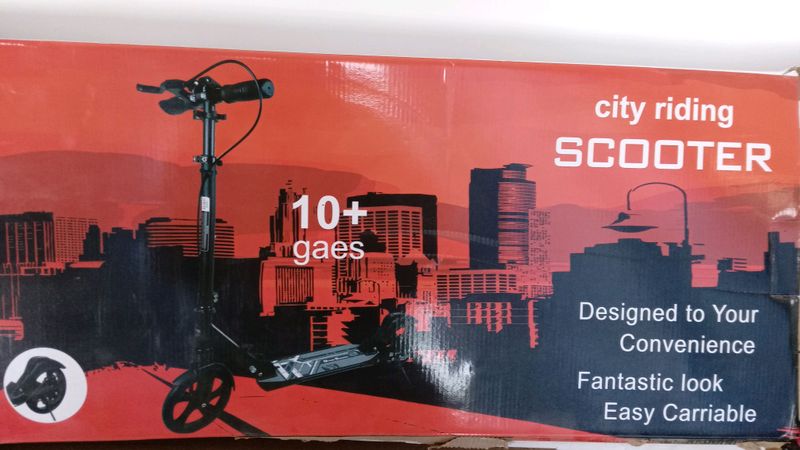 city riding
SCOOTER
10+
gaes
Designed to Your
Convenience
Fantastic look
Easy Carriable